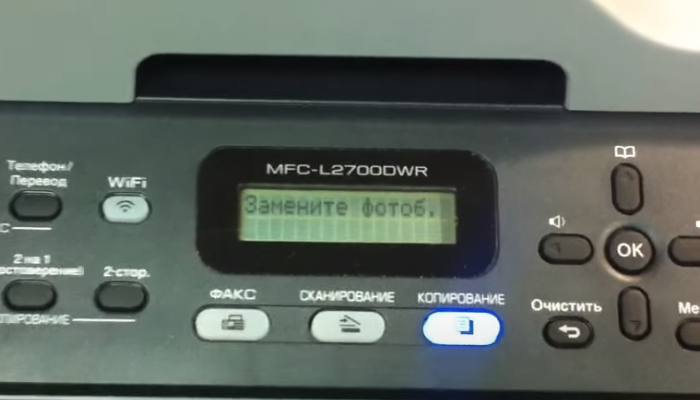 MFC-L2700DWR
Замените фотоб.
Телефон/
Перевод
WiFi
2 на 1
2-стор.
ФАКС
СКАНИРОВАНИЕ
КОПИРОВАНИЕ
OK
Очистить